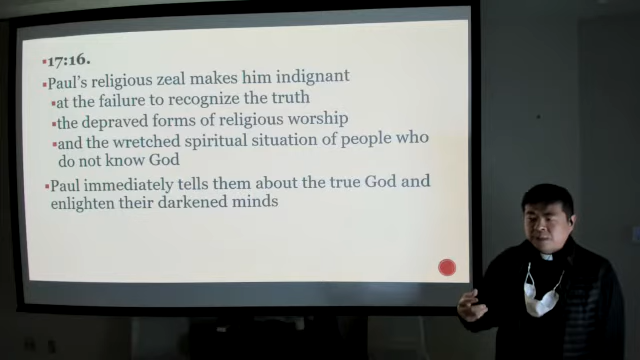 17:16.
Paul's religious zeal makes him indignant
at the failure to recognize the truth
the depraved forms of religious worship
and the wretched spiritual situation of people who
do not know God
Paul immediately tells them about the true God and
enlighten their darkened minds